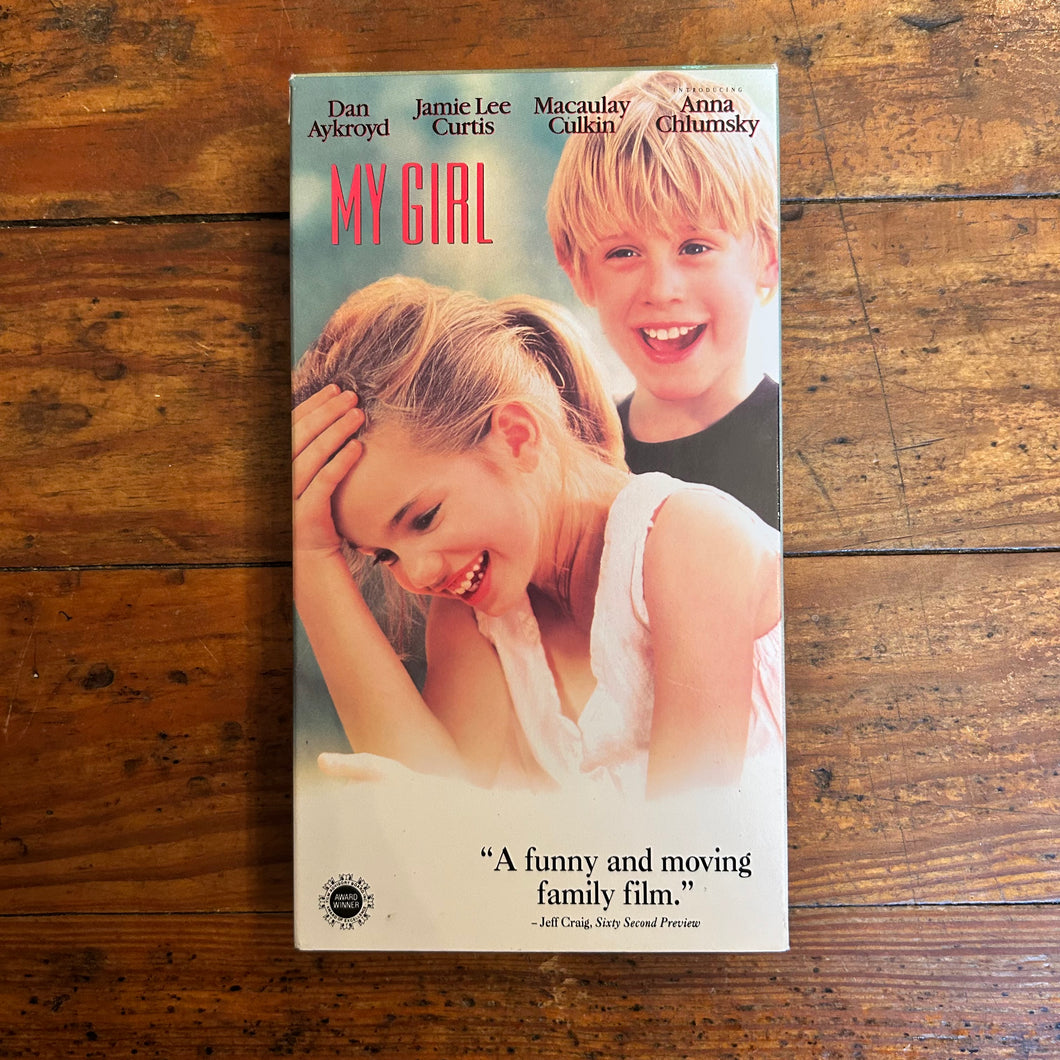 Dan
Aykroyd
Jamie Lee
Curtis
Macaulay
Culkin
INTRODUCING
Anna
Chlumsky
MY GIRL
"A funny and moving
family film."
– Jeff Craig, Sixty Second Preview
AWARD
WINNER